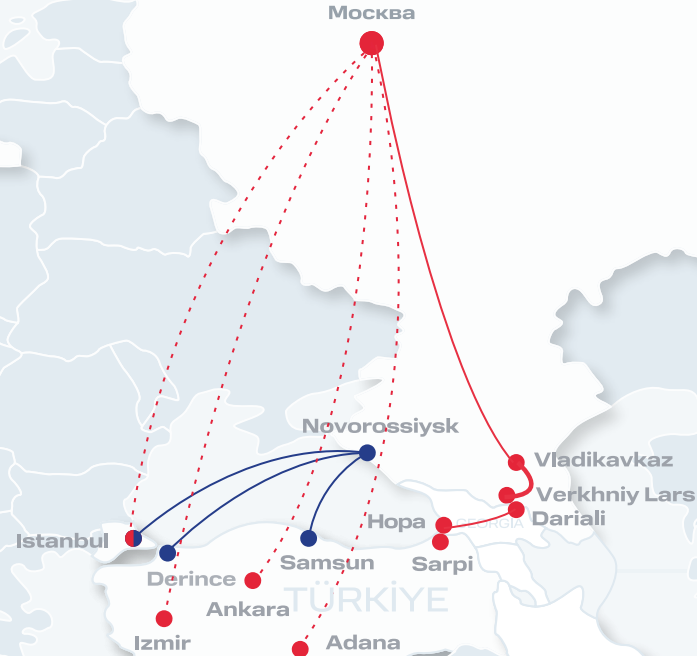 Москва
Novorossiysk
Vladikavkaz
Verkhniy Lars
Dariali
Hopa
GEORGIA
Istanbul
Samsun
Sarpi
Derince
TÜRKİYE
Ankara
Izmir
Adana